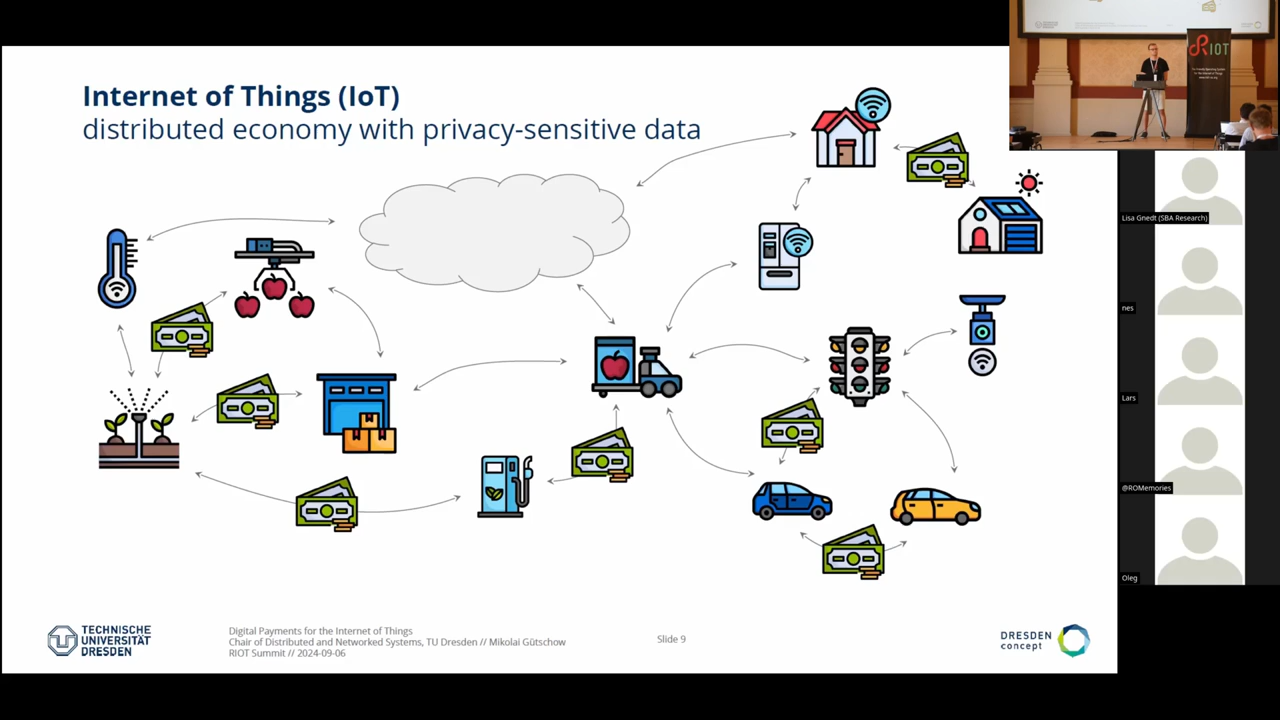 Internet of Things (IoT)
distributed economy with privacy-sensitive data
RIOT
Lisa Gnedt (SBA Research)
nes
Lars
@ROMemories
Oleg
TECHNISCHE
UNIVERSITÄT
DRESDEN
Digital Payments for the Internet of Things
Chair of Distributed and Networked Systems, TU Dresden // Mikolai Gütschow
RIOT Summit // 2024-09-06
Slide 9
DRESDEN
concept